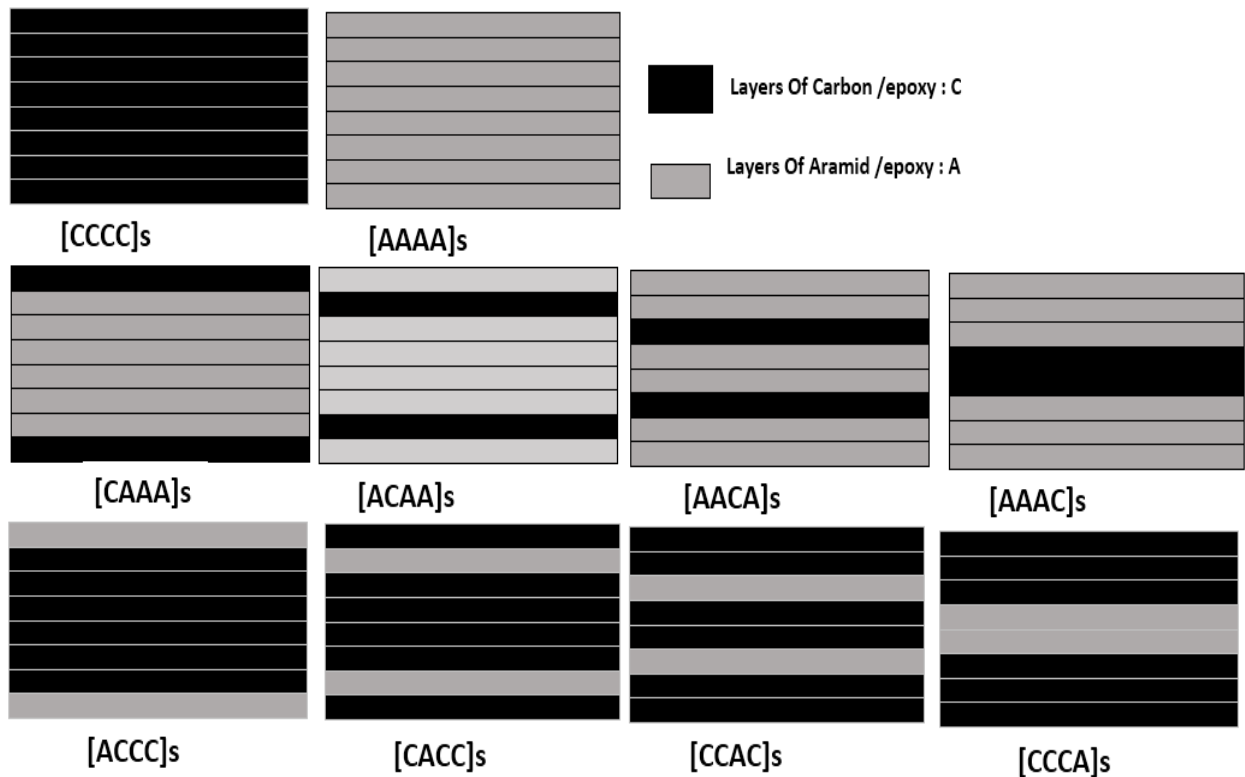 Layers Of Carbon /epoxy : C
Layers Of Aramid /epoxy : A
[CCCC]s
[AAAA]s
[CAAA]s
[ACAA]s
[AACA]s
[AAAC]s
[ACCC]s
[CACC]s
[CCAC]s
[CCCA]s